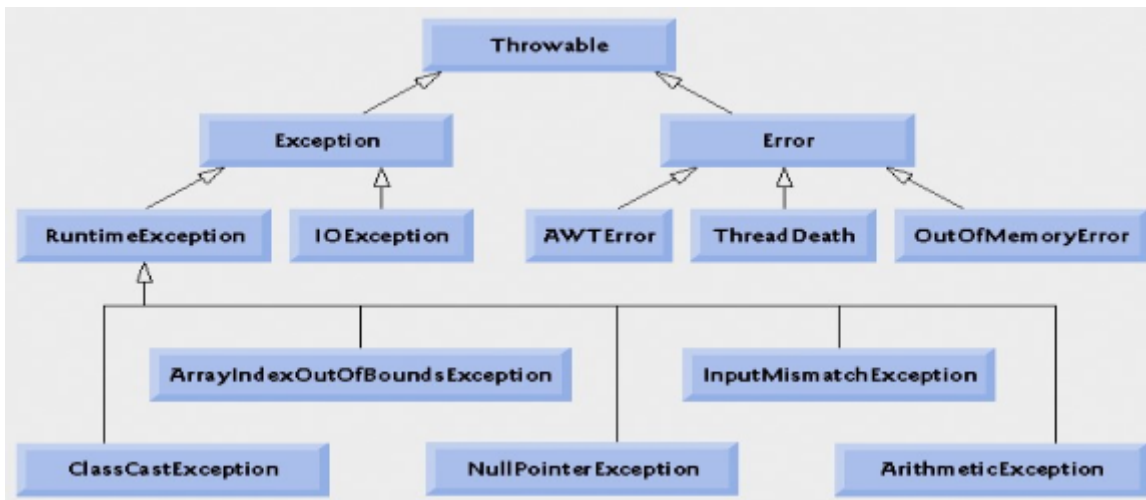 Throwable
Exception
Error
RuntimeException
IOException
AWTError
ThreadDeath
OutOfMemoryError
ArrayIndexOutOfBoundsException
InputMismatchException
ClassCastException
NullPointerException
ArithmeticException